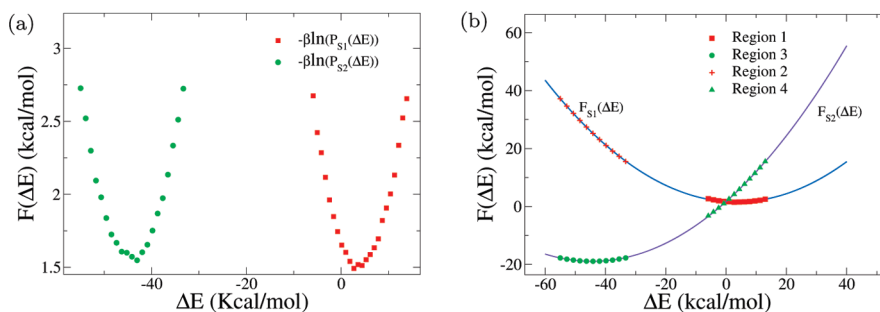 (a)
3
2.5
2
1.5
F(ΔE) (kcal/mol)
-βln(P_S1(ΔE))
-βln(P_S2(ΔE))
-40
-20
0
ΔE (Kcal/mol)
(b)
60
40
20
0
-20
F(ΔE) (kcal/mol)
Region 1
Region 3
Region 2
Region 4
F_S1(ΔE)
F_S2(ΔE)
-60
-40
-20
0
20
40
ΔE (kcal/mol)